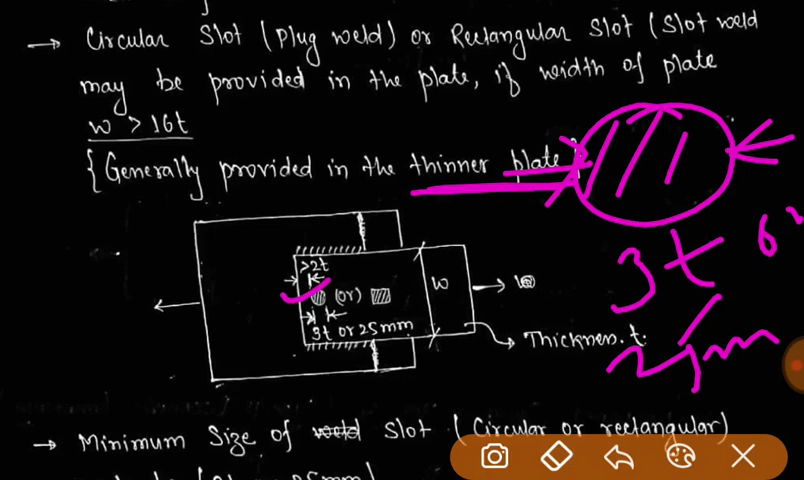 → Circular Slot (Plug weld) or Rectangular Slot (Slot weld
may be provided in the plate, if width of plate
w > 16t
{Generally provided in the thinner plate}
>2t
(or)
w
3t or 25mm
Thickness. t.
3t
→ Minimum Size of weld Slot (Circular or rectangular)